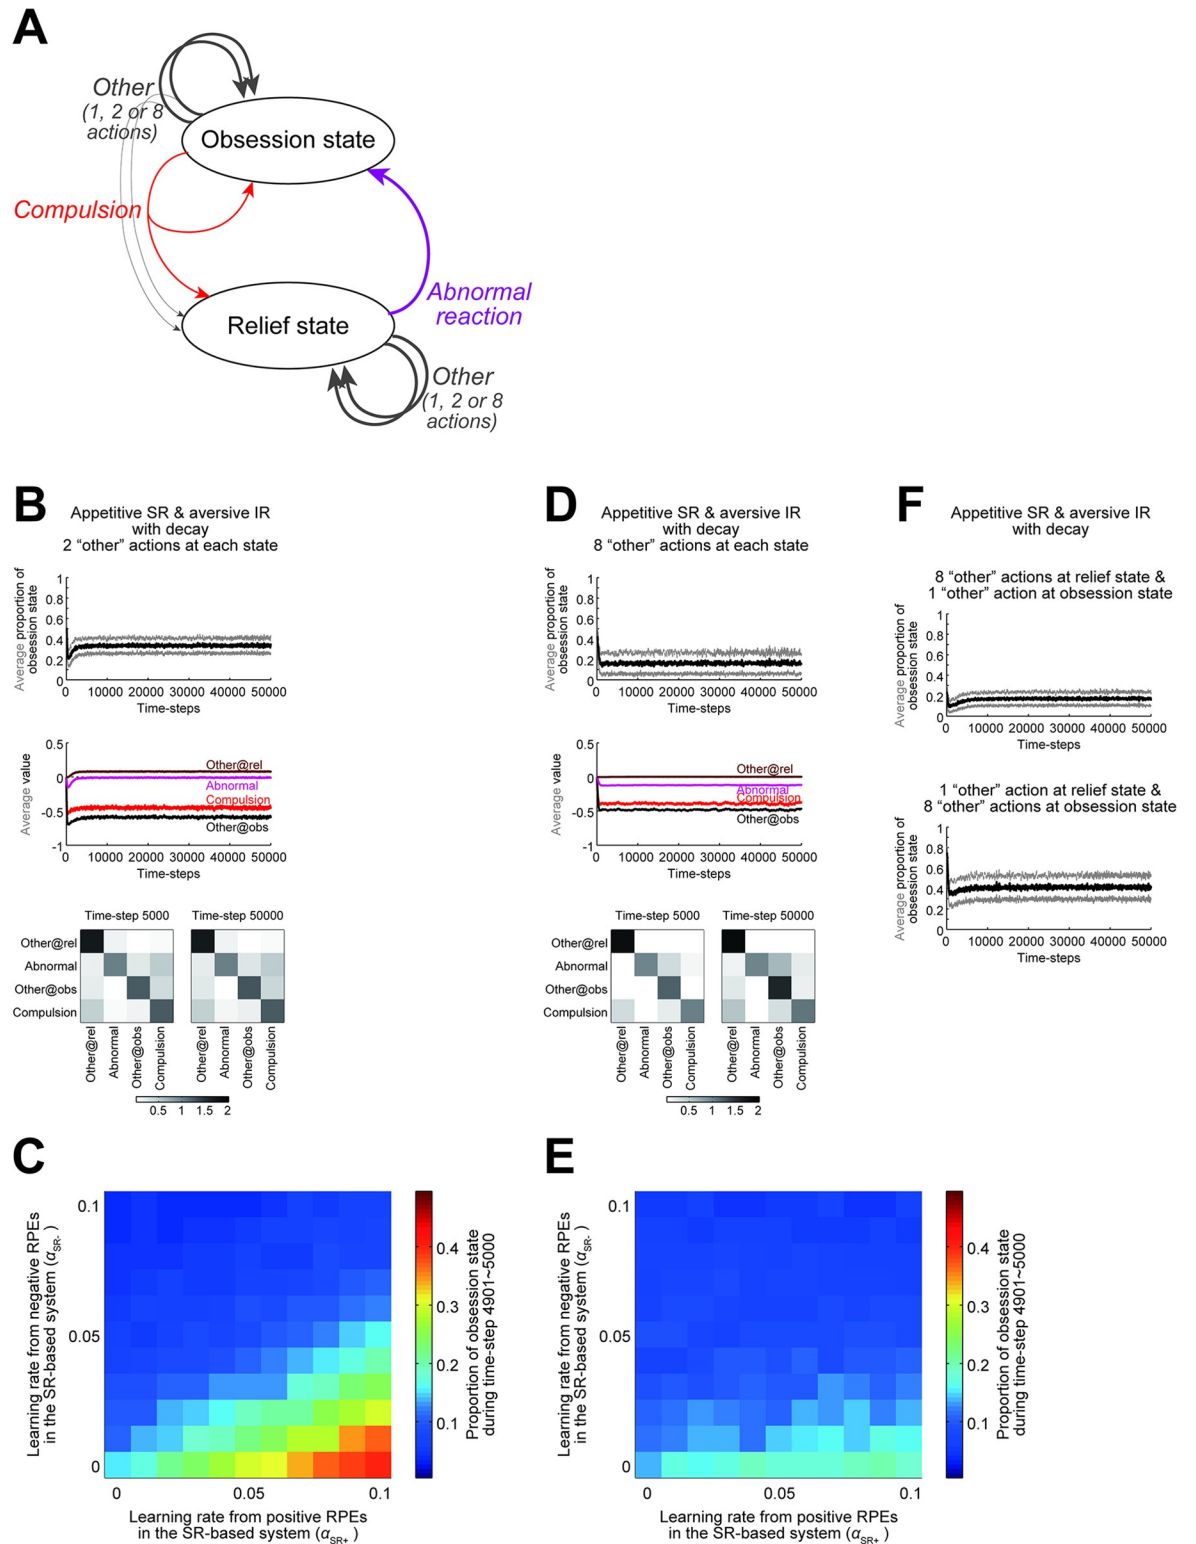 A
Other
(1, 2 or 8
actions)
Obsession state
Compulsion
Abnormal
reaction
Relief state
Other
(1, 2 or 8
actions)
B
Appetitive SR & aversive IR
with decay
2 “other” actions at each state
Average proportion of
obsession state
1
0.8
0.6
0.4
0.2
0
0 10000 20000 30000 40000 50000
Time-steps
Average value
0.5
0
-0.5
-1
Other@rel
Abnormal
Compulsion
Other@obs
0 10000 20000 30000 40000 50000
Time-steps
Time-step 5000 Time-step 50000
Other@rel
Abnormal
Other@obs
Compulsion
Other@rel Abnormal Other@obs Compulsion
Other@rel Abnormal Other@obs Compulsion
0.5 1 1.5 2
D
Appetitive SR & aversive IR
with decay
8 “other” actions at each state
Average proportion of
obsession state
1
0.8
0.6
0.4
0.2
0
0 10000 20000 30000 40000 50000
Time-steps
Average value
0.5
0
-0.5
-1
Other@rel
Abnormal
Compulsion
Other@obs
0 10000 20000 30000 40000 50000
Time-steps
Time-step 5000 Time-step 50000
Other@rel
Abnormal
Other@obs
Compulsion
Other@rel Abnormal Other@obs Compulsion
Other@rel Abnormal Other@obs Compulsion
0.5 1 1.5 2
F
Appetitive SR & aversive IR
with decay
8 “other” actions at relief state &
1 “other” action at obsession state
Average proportion of
obsession state
1
0.8
0.6
0.4
0.2
0
0 10000 20000 30000 40000 50000
Time-steps
1 “other” action at relief state &
8 “other” actions at obsession state
Average proportion of
obsession state
1
0.8
0.6
0.4
0.2
0
0 10000 20000 30000 40000 50000
Time-steps
C
Learning rate from negative RPEs
in the SR-based system (αSR-)
0.1
0.05
0
0 0.05 0.1
Learning rate from positive RPEs
in the SR-based system (αSR+ )
0.4
0.3
0.2
0.1
Proportion of obsession state
during time-step 4901~5000
E
Learning rate from negative RPEs
in the SR-based system (αSR-)
0.1
0.05
0
0 0.05 0.1
Learning rate from positive RPEs
in the SR-based system (αSR+ )
0.4
0.3
0.2
0.1
Proportion of obsession state
during time-step 4901~5000